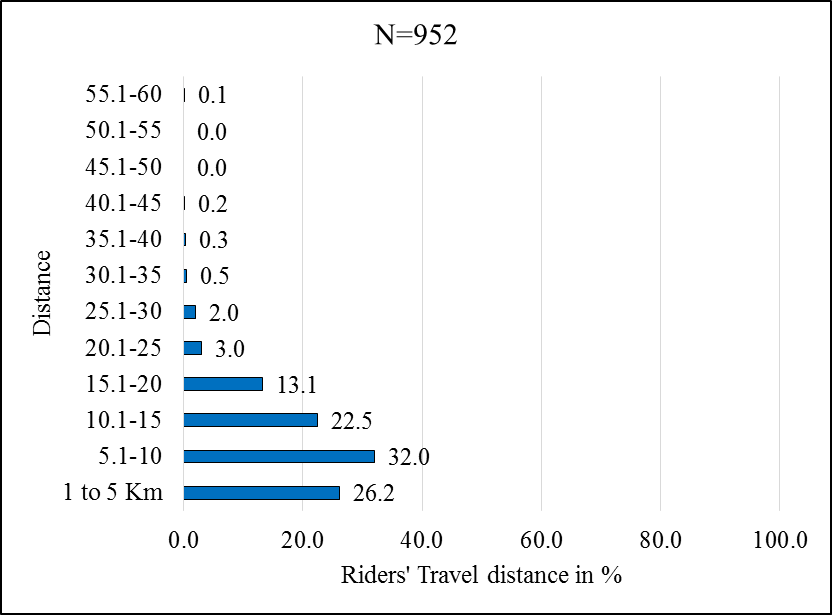 N=952
55.1-60 0.1
50.1-55 0.0
45.1-50 0.0
40.1-45 0.2
35.1-40 0.3
30.1-35 0.5
25.1-30 2.0
20.1-25 3.0
15.1-20 13.1
10.1-15 22.5
5.1-10 32.0
1 to 5 Km 26.2
Distance
0.0 20.0 40.0 60.0 80.0 100.0
Riders' Travel distance in %